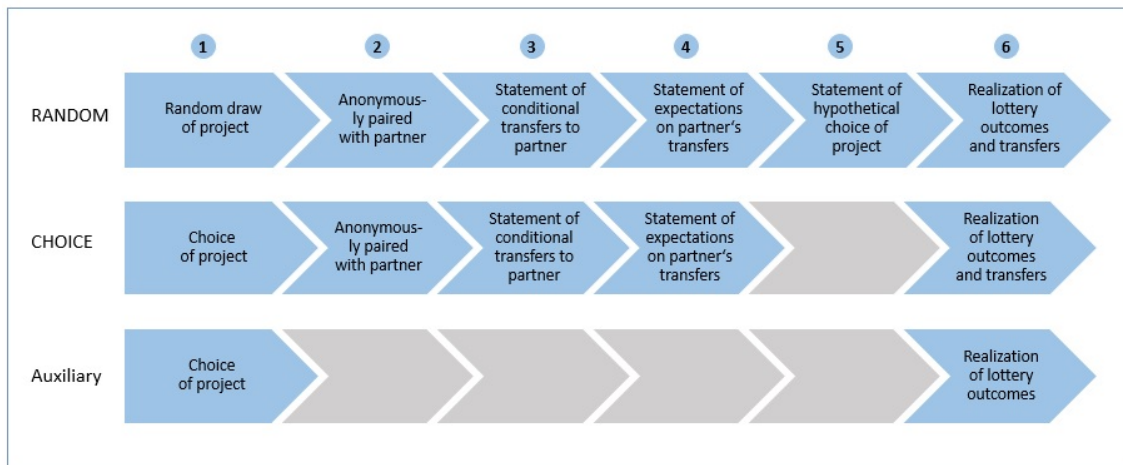 1 2 3 4 5 6
RANDOM
Random draw
of project
Anonymous-
ly paired
with partner
Statement of
conditional
transfers to
partner
Statement of
expectations
on partner's
transfers
Statement of
hypothetical
choice of
project
Realization of
lottery
outcomes
and transfers
CHOICE
Choice
of project
Anonymous-
ly paired
with partner
Statement of
conditional
transfers to
partner
Statement of
expectations
on partner's
transfers
Realization
of lottery
outcomes
and transfers
Auxiliary
Choice
of project
Realization
of lottery
outcomes